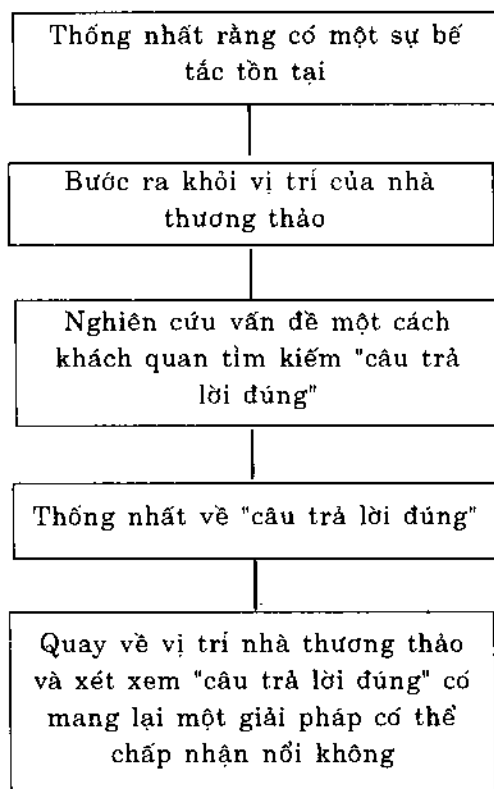 Thống nhất rằng có một sự bế
tắc tồn tại
Bước ra khỏi vị trí của nhà
thương thảo
Nghiên cứu vấn đề một cách
khách quan tìm kiếm "câu trả
lời đúng"
Thống nhất về "câu trả lời đúng"
Quay về vị trí nhà thương thảo
và xét xem "câu trả lời đúng" có
mang lại một giải pháp có thể
chấp nhận nổi không